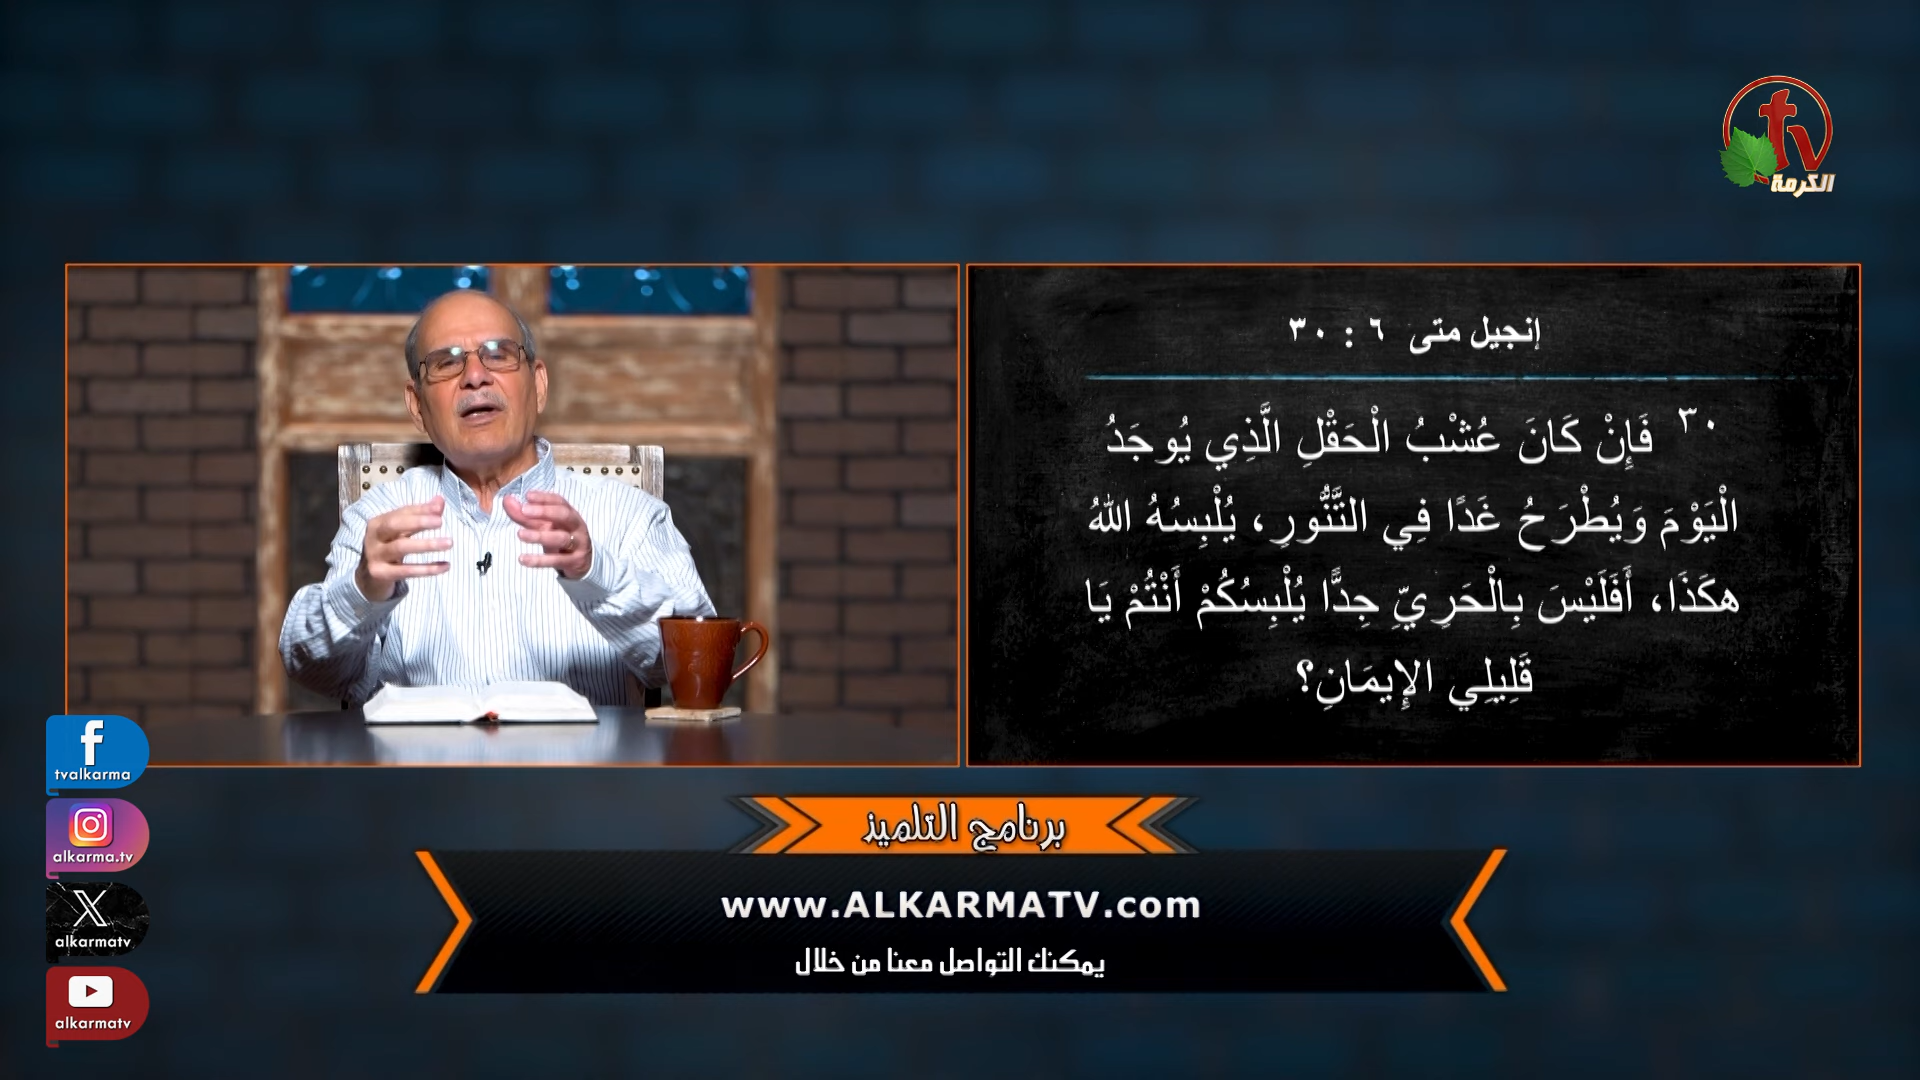 tv
الكرمة
إنجيل متى ٦ : ٣٠
٣٠ فَإِنْ كَانَ عُشْبُ الْحَقْلِ الَّذِي يُوجَدُ
الْيَوْمَ وَيُطْرَحُ غَدًا فِي التَّنُّورِ، يُلْبِسُهُ اللهُ
هكَذَا، أَفَلَيْسَ بِالْحَرِيِّ جِدًّا يُلْبِسُكُمْ أَنْتُمْ يَا
قَلِيلِي الإِيمَانِ؟
tvalkarma
alkarma.tv
alkarmatv
alkarmatv
برنامج التلميذ
www.ALKARMATV.com
يمكنك التواصل معنا من خلال